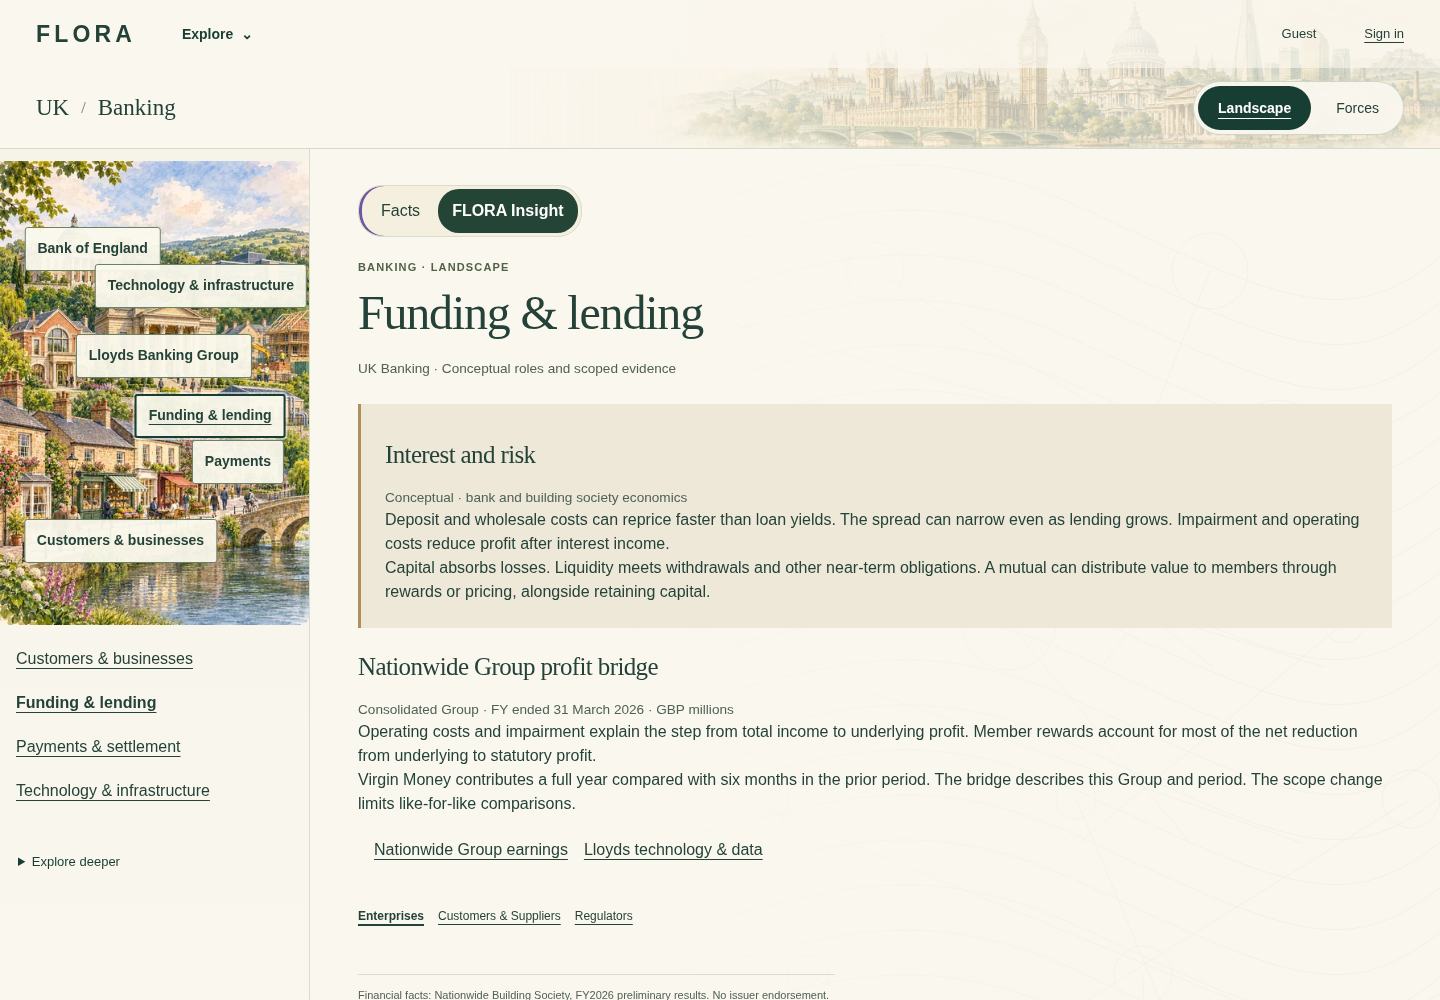 FLORA
Explore
Guest
Sign in
UK / Banking
Landscape
Forces
Bank of England
Technology & infrastructure
Lloyds Banking Group
Funding & lending
Payments
Customers & businesses
Customers & businesses
Funding & lending
Payments & settlement
Technology & infrastructure
Explore deeper
Facts
FLORA Insight
BANKING · LANDSCAPE
Funding & lending
UK Banking · Conceptual roles and scoped evidence
Interest and risk
Conceptual · bank and building society economics
Deposit and wholesale costs can reprice faster than loan yields. The spread can narrow even as lending grows. Impairment and operating
costs reduce profit after interest income.
Capital absorbs losses. Liquidity meets withdrawals and other near-term obligations. A mutual can distribute value to members through
rewards or pricing, alongside retaining capital.
Nationwide Group profit bridge
Consolidated Group · FY ended 31 March 2026 · GBP millions
Operating costs and impairment explain the step from total income to underlying profit. Member rewards account for most of the net reduction
from underlying to statutory profit.
Virgin Money contributes a full year compared with six months in the prior period. The bridge describes this Group and period. The scope change
limits like-for-like comparisons.
Nationwide Group earnings
Lloyds technology & data
Enterprises
Customers & Suppliers
Regulators
Financial facts: Nationwide Building Society, FY2026 preliminary results. No issuer endorsement.